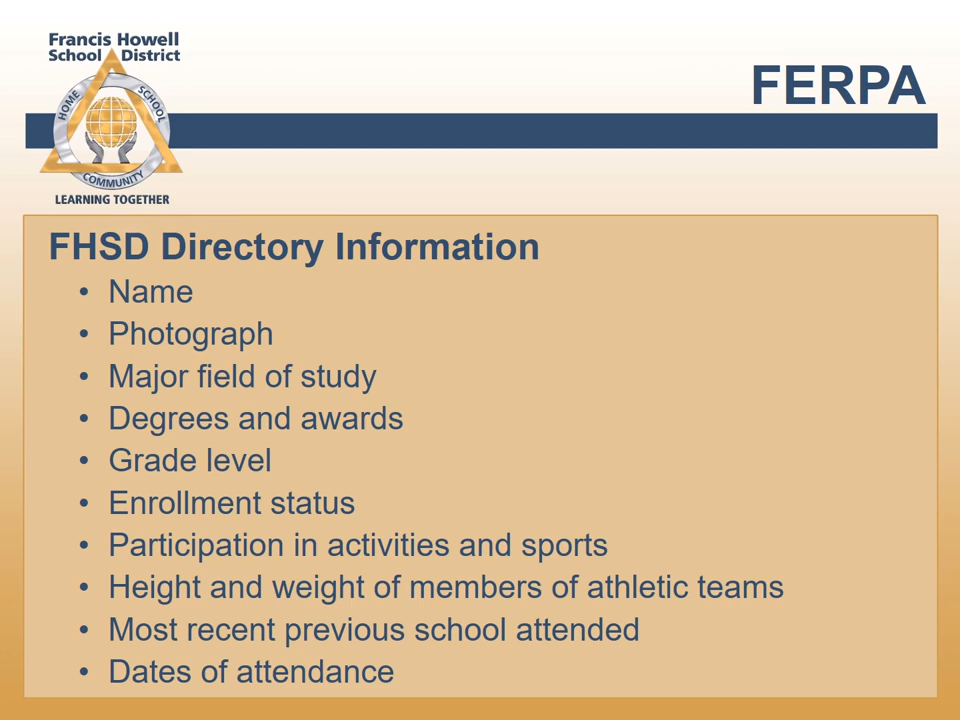 Francis Howell
School District
HOME
SCHOOL
COMMUNITY
LEARNING TOGETHER
FERPA
FHSD Directory Information
• Name
• Photograph
• Major field of study
• Degrees and awards
• Grade level
• Enrollment status
• Participation in activities and sports
• Height and weight of members of athletic teams
• Most recent previous school attended
• Dates of attendance